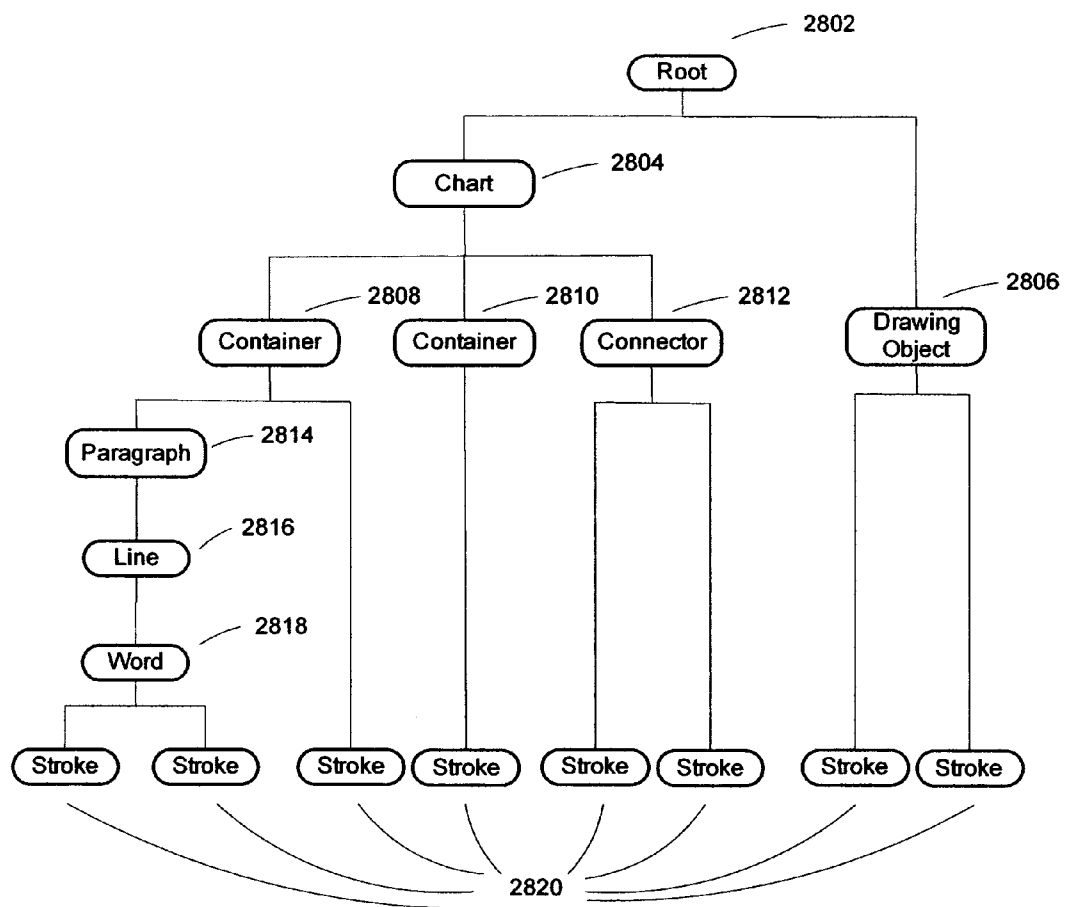 2802
Root
2804
Chart
2808
2810
2812
2806
Container
Container
Connector
Drawing
Object
2814
Paragraph
2816
Line
2818
Word
Stroke
Stroke
Stroke
Stroke
Stroke
Stroke
Stroke
Stroke
2820